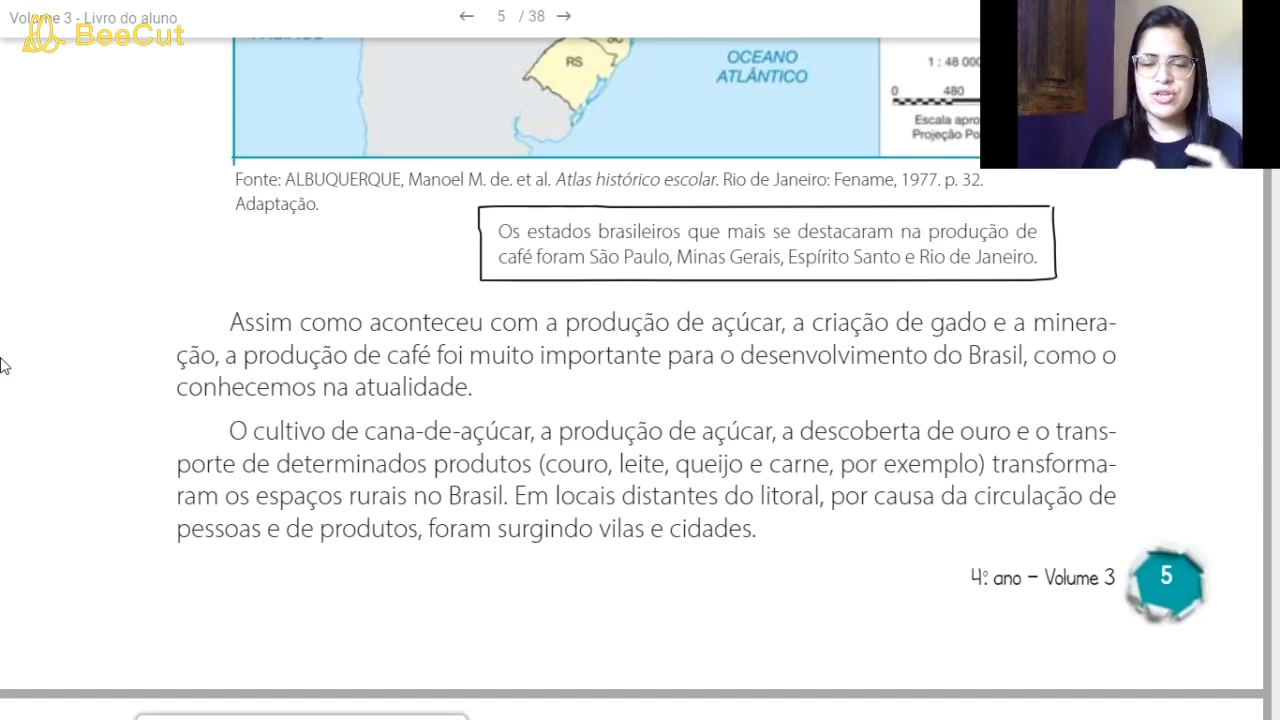 Volume 3 - Livro do aluno
5 / 38
BeeCut
SC
RS
OCEANO
ATLÂNTICO
1 : 48 000
0 480
Escala apro
Projeção Po
Fonte: ALBUQUERQUE, Manoel M. de. et al. Atlas histórico escolar. Rio de Janeiro: Fename, 1977. p. 32.
Adaptação.
Os estados brasileiros que mais se destacaram na produção de
café foram São Paulo, Minas Gerais, Espírito Santo e Rio de Janeiro.
Assim como aconteceu com a produção de açúcar, a criação de gado e a minera-
ção, a produção de café foi muito importante para o desenvolvimento do Brasil, como o
conhecemos na atualidade.
O cultivo de cana-de-açúcar, a produção de açúcar, a descoberta de ouro e o trans-
porte de determinados produtos (couro, leite, queijo e carne, por exemplo) transforma-
ram os espaços rurais no Brasil. Em locais distantes do litoral, por causa da circulação de
pessoas e de produtos, foram surgindo vilas e cidades.
4º. ano – Volume 3
5